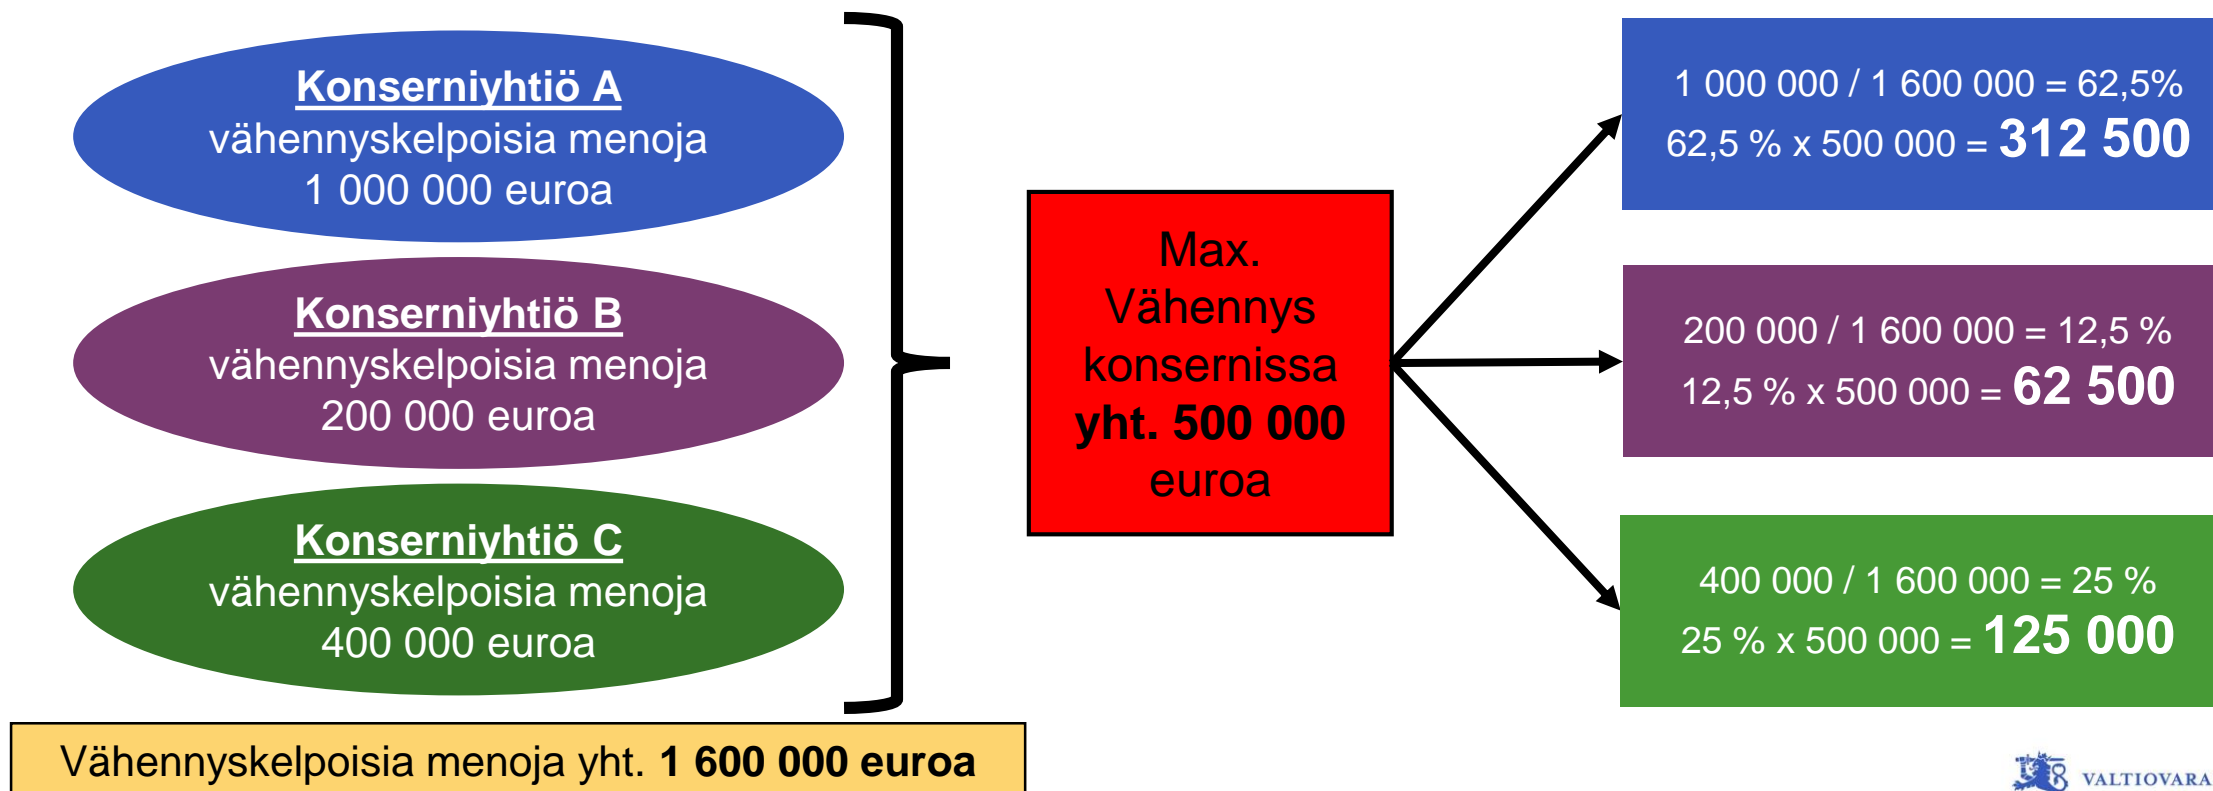 Konserniyhtiö A
vähennyskelpoisia menoja
1 000 000 euroa
Konserniyhtiö B
vähennyskelpoisia menoja
200 000 euroa
Konserniyhtiö C
vähennyskelpoisia menoja
400 000 euroa
Vähennyskelpoisia menoja yht. 1 600 000 euroa
Max.
Vähennys
konsernissa
yht. 500 000
euroa
1 000 000 / 1 600 000 = 62,5%
62,5 % x 500 000 = 312 500
200 000 / 1 600 000 = 12,5 %
12,5 % x 500 000 = 62 500
400 000 / 1 600 000 = 25 %
25 % x 500 000 = 125 000
VALTIOVARA